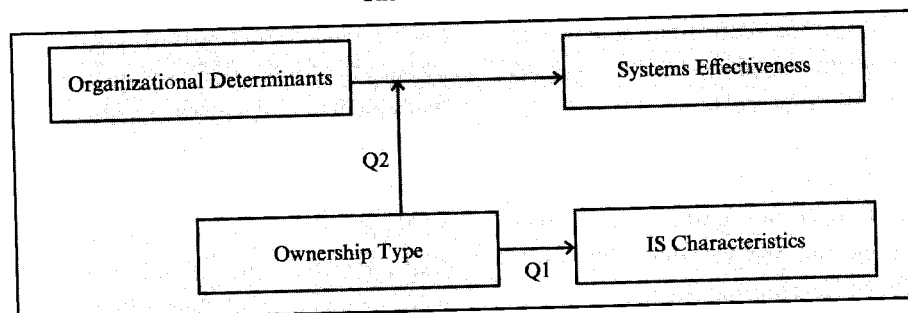 Organizational Determinants
Systems Effectiveness
Q2
Ownership Type
IS Characteristics
Q1